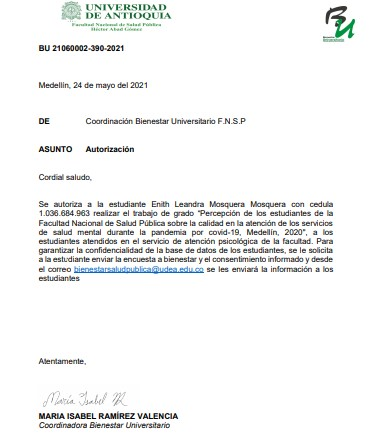 UNIVERSIDAD
DE ANTIOQUIA
Facultad Nacional de Salud Pública
Héctor Abad Gómez
BU
BU 21060002-390-2021
Medellín, 24 de mayo del 2021
DE Coordinación Bienestar Universitario F.N.S.P
ASUNTO Autorización
Cordial saludo,
Se autoriza a la estudiante Enith Leandra Mosquera Mosquera con cedula
1.036.684.963 realizar el trabajo de grado "Percepción de los estudiantes de la
Facultad Nacional de Salud Pública sobre la calidad en la atención de los servicios
de salud mental durante la pandemia por covid-19, Medellín, 2020", a los
estudiantes atendidos en el servicio de atención psicológica de la facultad. Para
garantizar la confidencialidad de la base de datos de los estudiantes, se le solicita
a la estudiante enviar la encuesta a bienestar y el consentimiento informado y desde
el correo bienestarsaludpublica@udea.edu.co se les enviará la información a los
estudiantes
Atentamente,
María Isabel R
MARIA ISABEL RAMÍREZ VALENCIA
Coordinadora Bienestar Universitario